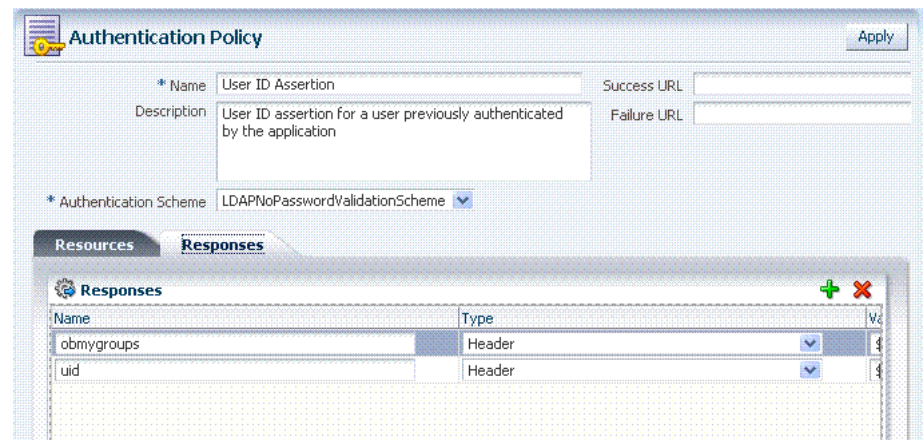 Authentication Policy
Apply
* Name User ID Assertion
Success URL
Description User ID assertion for a user previously authenticated
by the application
Failure URL
* Authentication Scheme LDAPNoPasswordValidationScheme
Resources Responses
Responses
Name Type Va
obmygroups Header $
uid Header $